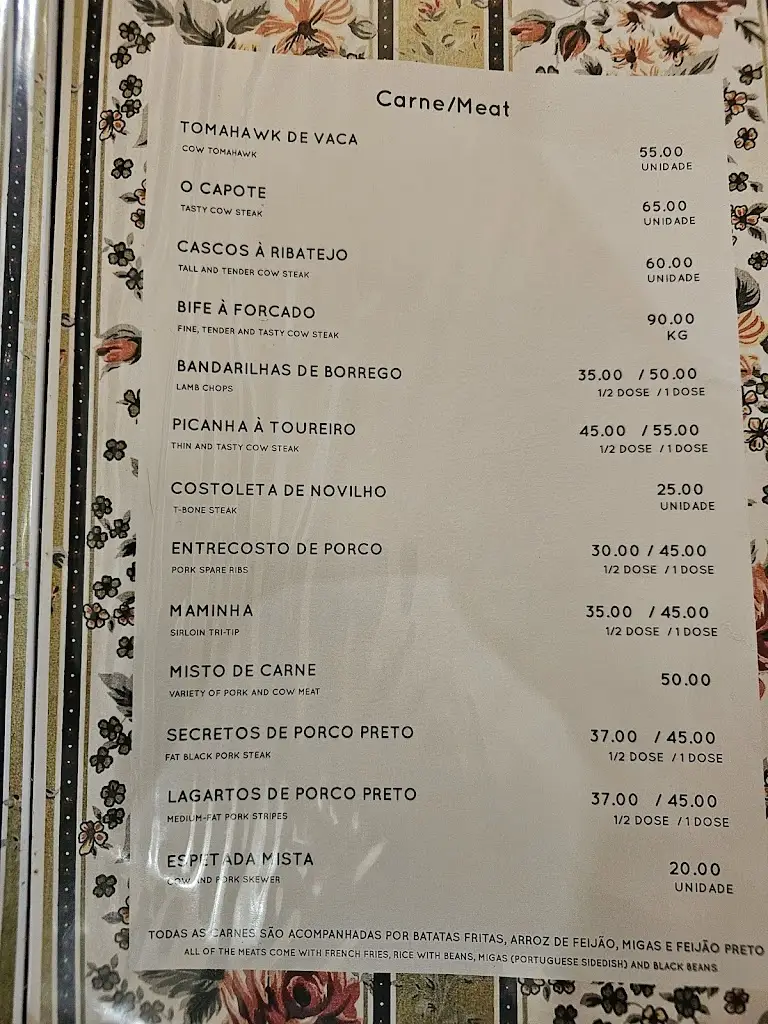 Carne/Meat
TOMAHAWK DE VACA
COW TOMAHAWK
55.00
UNIDADE
O CAPOTE
TASTY COW STEAK
65.00
UNIDADE
CASCOS À RIBATEJO
TALL AND TENDER COW STEAK
60.00
UNIDADE
BIFE À FORCADO
FINE, TENDER AND TASTY COW STEAK
90.00
KG
BANDARILHAS DE BORREGO
LAMB CHOPS
35.00 / 50.00
1/2 DOSE / 1 DOSE
PICANHA À TOUREIRO
THIN AND TASTY COW STEAK
45.00 / 55.00
1/2 DOSE / 1 DOSE
COSTOLETA DE NOVILHO
T-BONE STEAK
25.00
UNIDADE
ENTRECOSTO DE PORCO
PORK SPARE RIBS
30.00 / 45.00
1/2 DOSE / 1 DOSE
MAMINHA
SIRLOIN TRI-TIP
35.00 / 45.00
1/2 DOSE / 1 DOSE
MISTO DE CARNE
VARIETY OF PORK AND COW MEAT
50.00
SECRETOS DE PORCO PRETO
FAT BLACK PORK STEAK
37.00 / 45.00
1/2 DOSE / 1 DOSE
LAGARTOS DE PORCO PRETO
MEDIUM-FAT PORK STRIPES
37.00 / 45.00
1/2 DOSE / 1 DOSE
ESPETADA MISTA
COW AND PORK SKEWER
20.00
UNIDADE
TODAS AS CARNES SÃO ACOMPANHADAS POR BATATAS FRITAS, ARROZ DE FEIJÃO, MIGAS E FEIJÃO PRETO
ALL OF THE MEATS COME WITH FRENCH FRIES, RICE WITH BEANS, MIGAS (PORTUGUESE SIDEDISH) AND BLACK BEANS